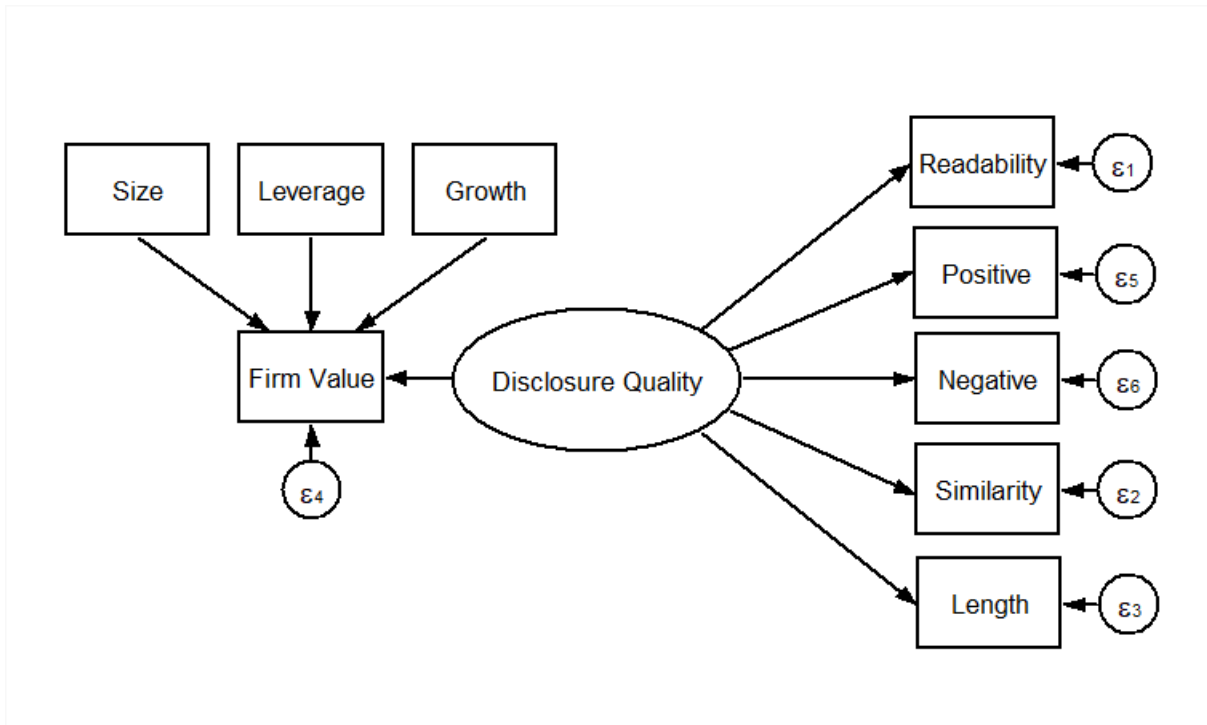 Size
Leverage
Growth
Firm Value
ε4
Disclosure Quality
Readability
ε1
Positive
ε5
Negative
ε6
Similarity
ε2
Length
ε3